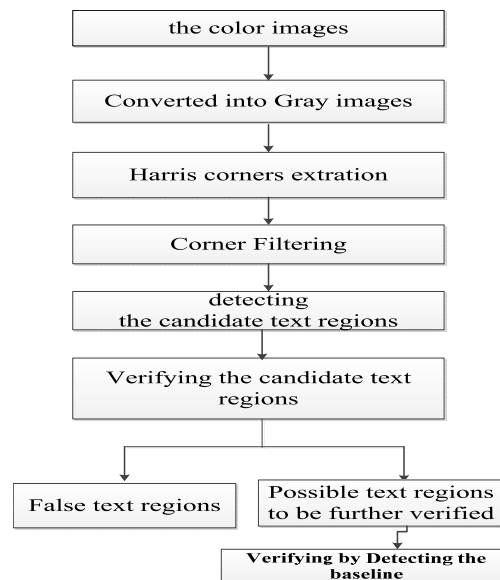 the color images
Converted into Gray images
Harris corners extration
Corner Filtering
detecting
the candidate text regions
Verifying the candidate text
regions
False text regions
Possible text regions
to be further verified
Verifying by Detecting the
baseline